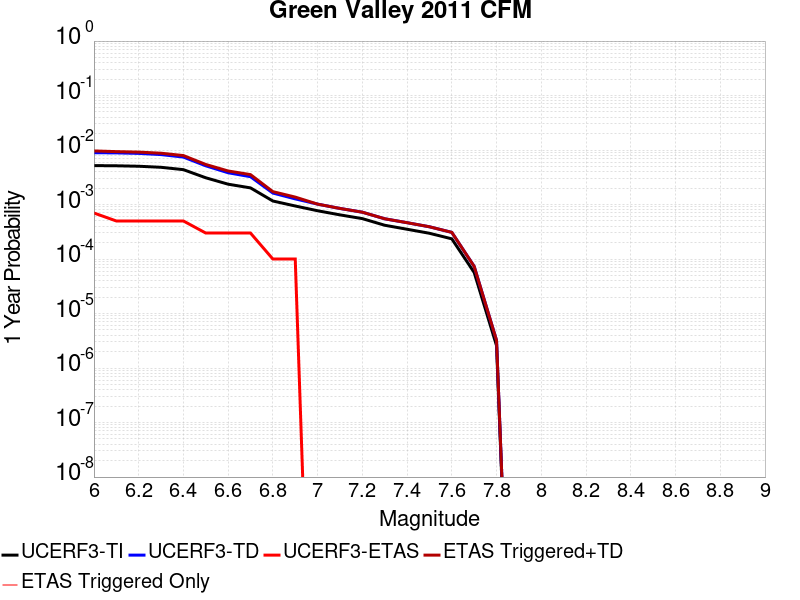 Green Valley 2011 CFM
10^0
10^-1
10^-2
10^-3
10^-4
10^-5
10^-6
10^-7
10^-8
1 Year Probability
6 6.2 6.4 6.6 6.8 7 7.2 7.4 7.6 7.8 8 8.2 8.4 8.6 8.8 9
Magnitude
UCERF3-TI UCERF3-TD UCERF3-ETAS ETAS Triggered+TD
ETAS Triggered Only